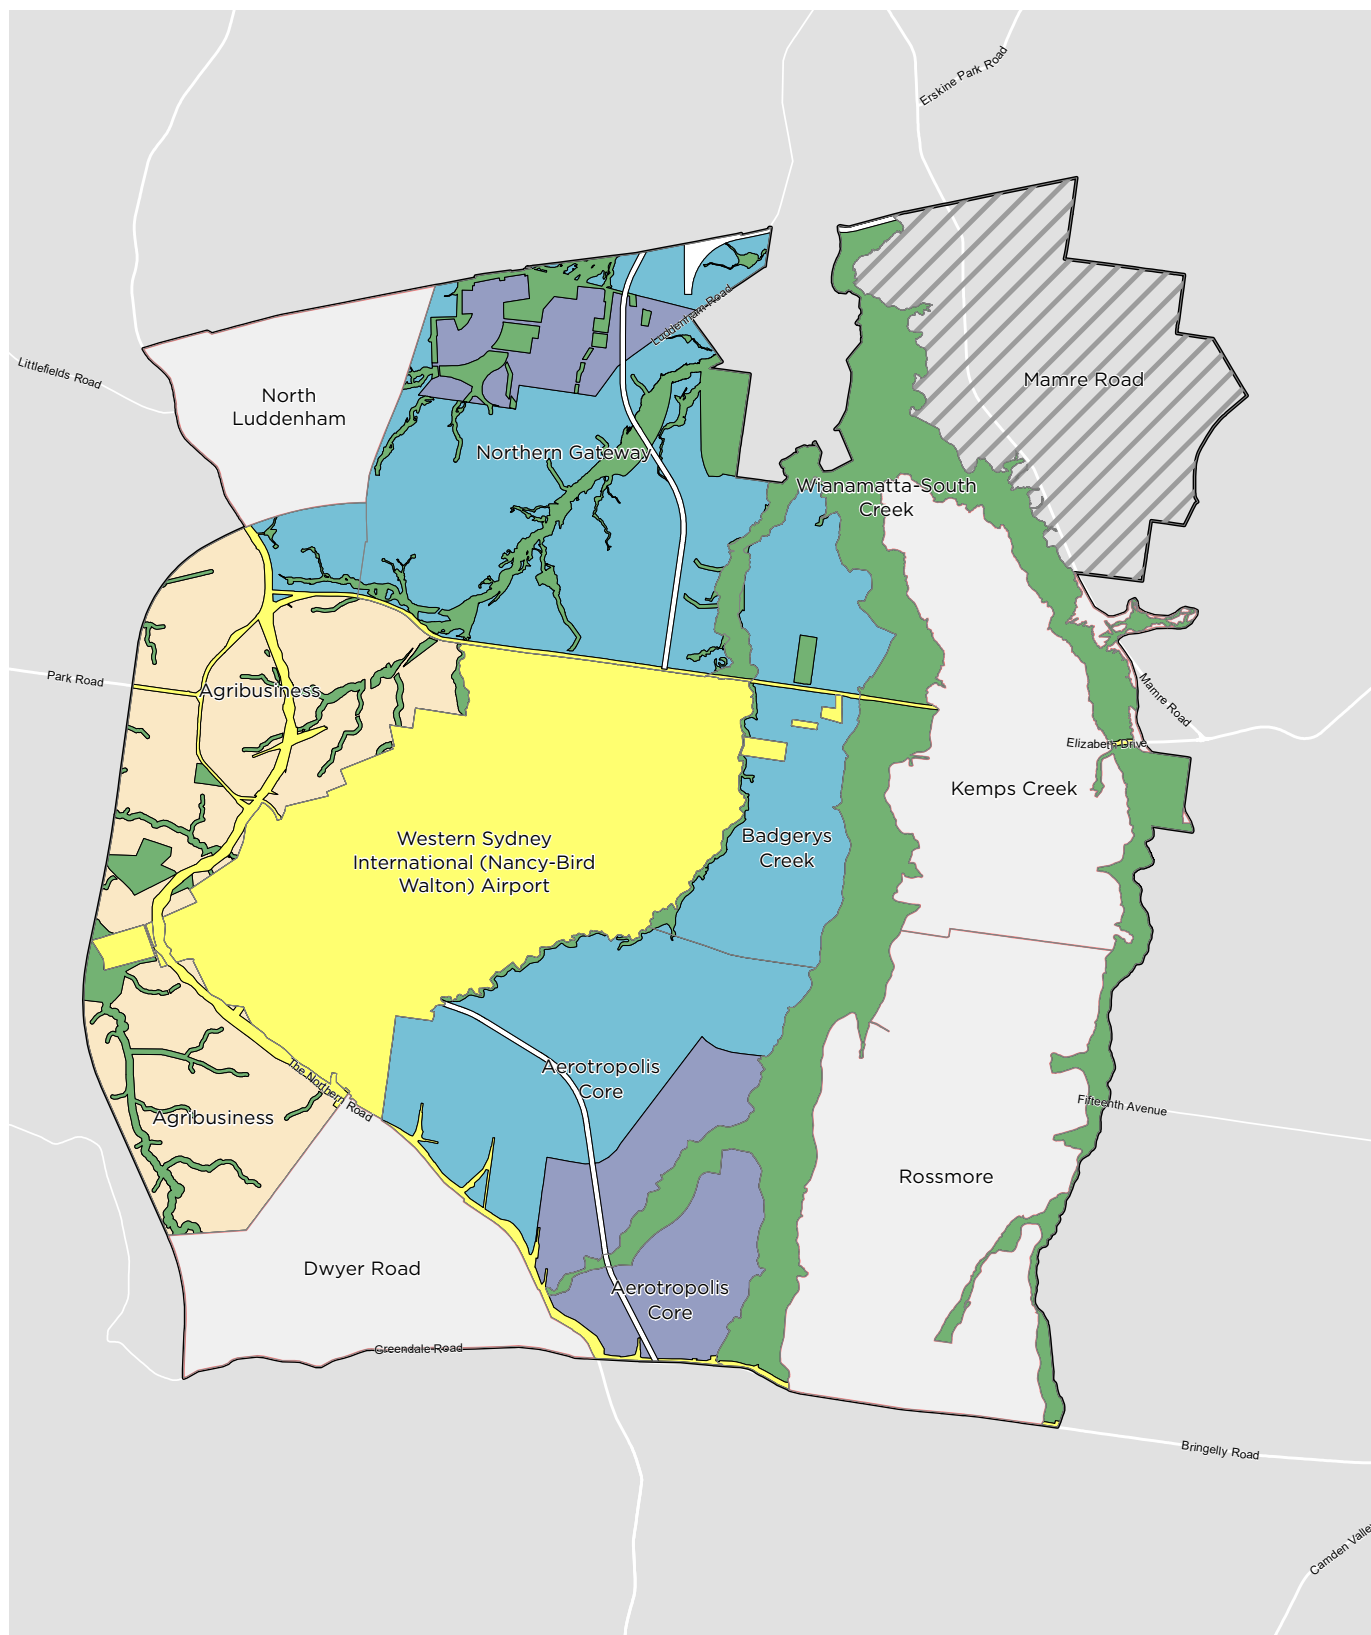 Erskine Park Road
Luddenham Road
Littlefields Road
Mamre Road
North
Luddenham
Northern Gateway
Wianamatta-South
Creek
Park Road
Agribusiness
Mamre Road
Elizabeth Drive
Kemps Creek
Western Sydney
International (Nancy-Bird
Walton) Airport
Badgerys
Creek
Aerotropolis
Core
The Northern Road
Agribusiness
Fifteenth Avenue
Rossmore
Dwyer Road
Aerotropolis
Core
Greendale Road
Bringelly Road
Camden Valley